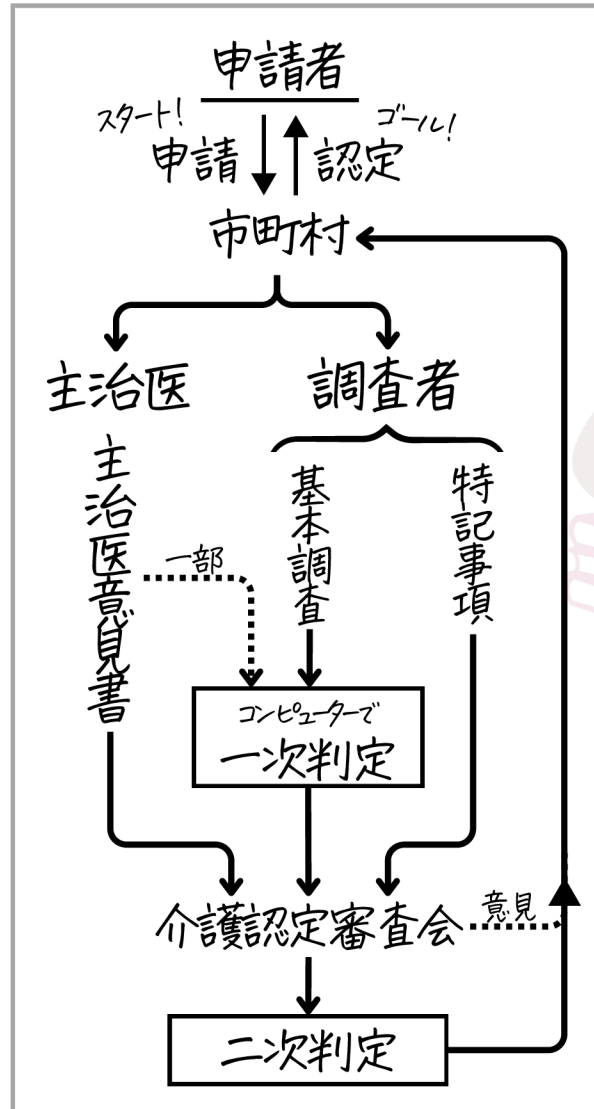 申請者
スタート!
ゴール!
申請
認定
市町村
主治医
調査者
主治医意見書
一部
基本調査
特記事項
コンピューターで
一次判定
介護認定審査会
意見
二次判定